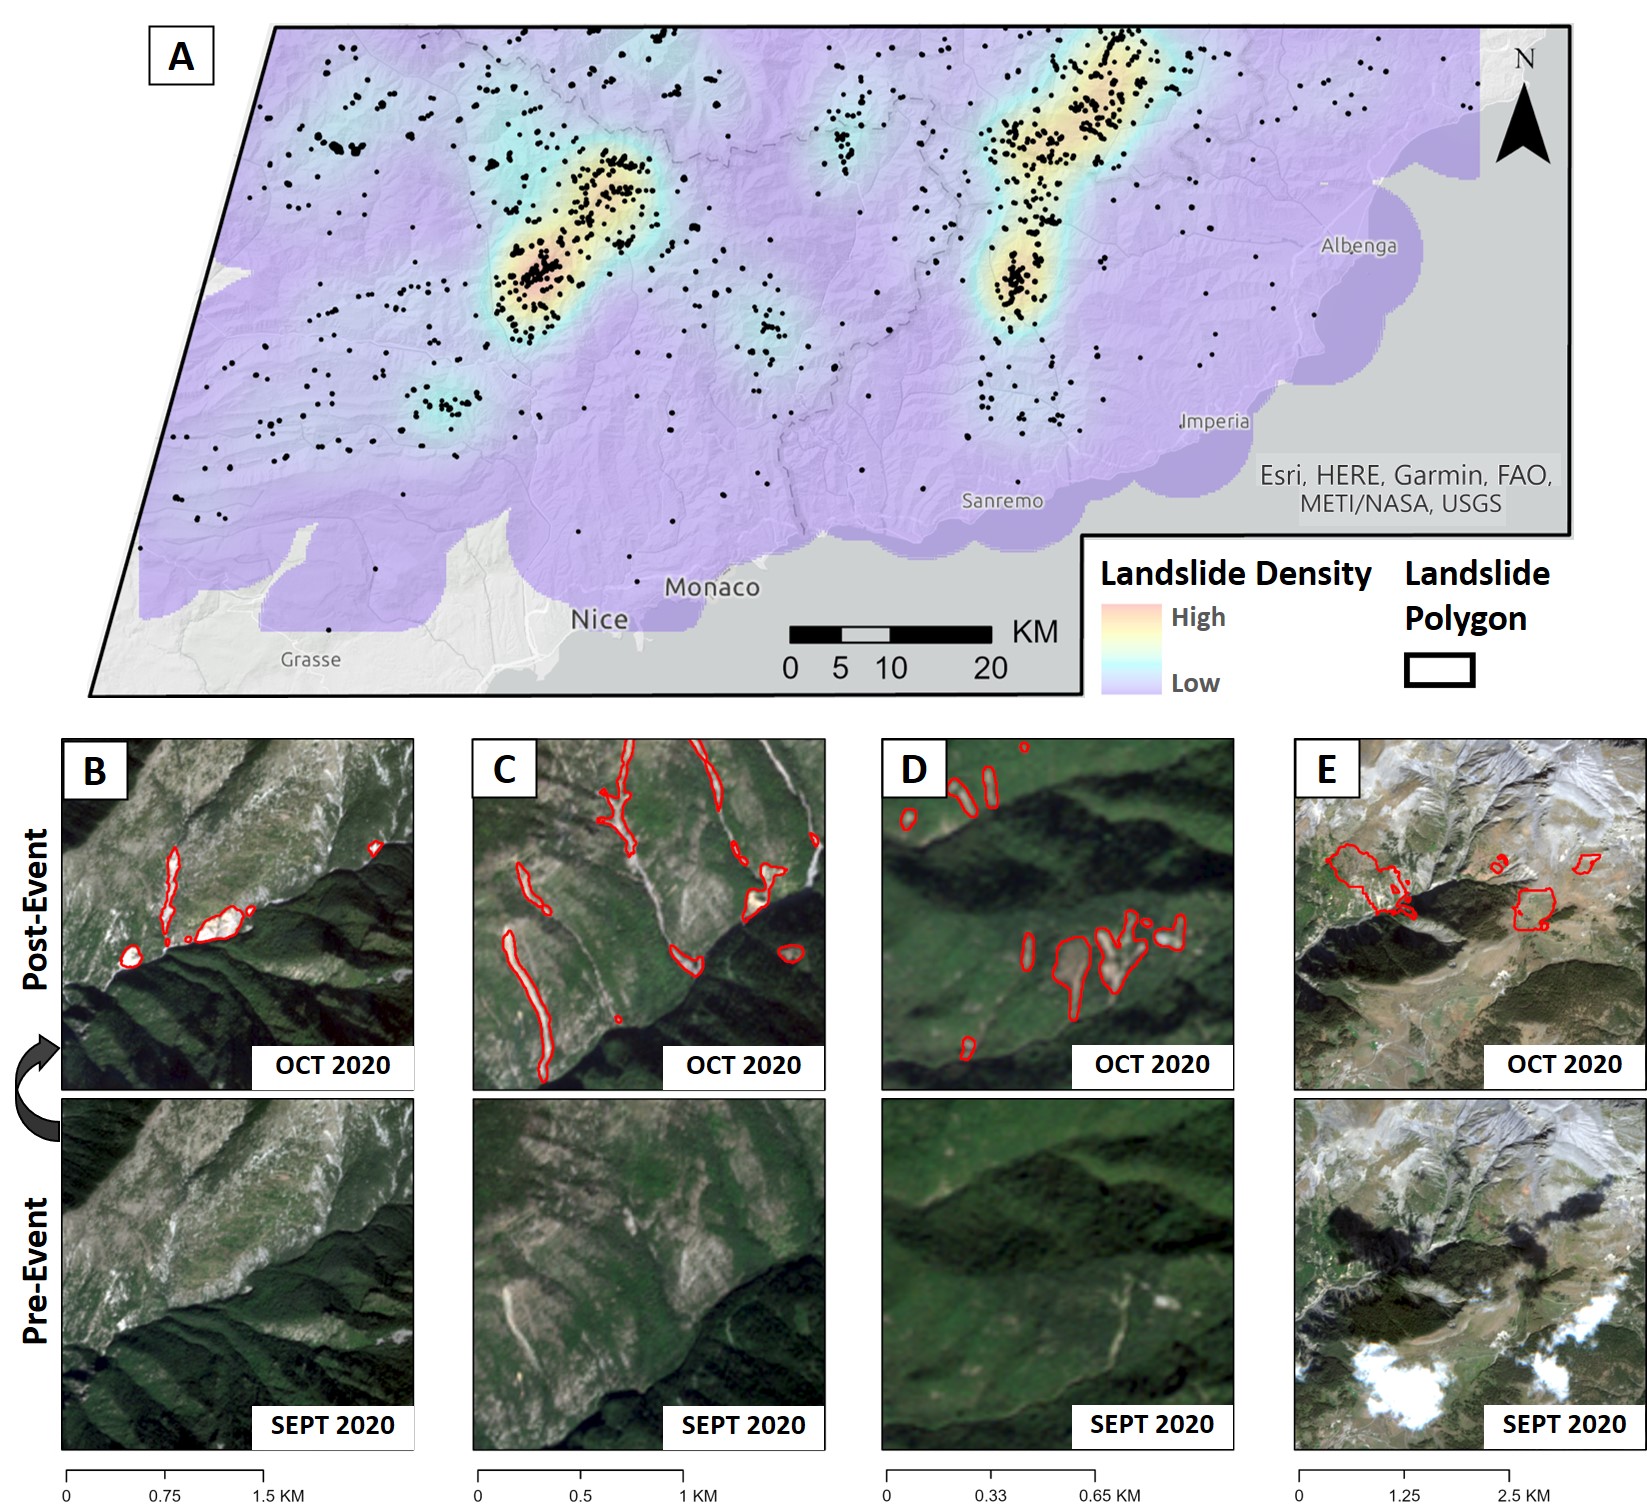 A
N
Albenga
Imperia
Esri, HERE, Garmin, FAO,
METI/NASA, USGS
Sanremo
Monaco
Nice
Grasse
KM
0 5 10 20
Landslide Density
High
Low
Landslide
Polygon
B
C
D
E
Post-Event
OCT 2020
OCT 2020
OCT 2020
OCT 2020
Pre-Event
SEPT 2020
SEPT 2020
SEPT 2020
SEPT 2020
0 0.75 1.5 KM
0 0.5 1 KM
0 0.33 0.65 KM
0 1.25 2.5 KM